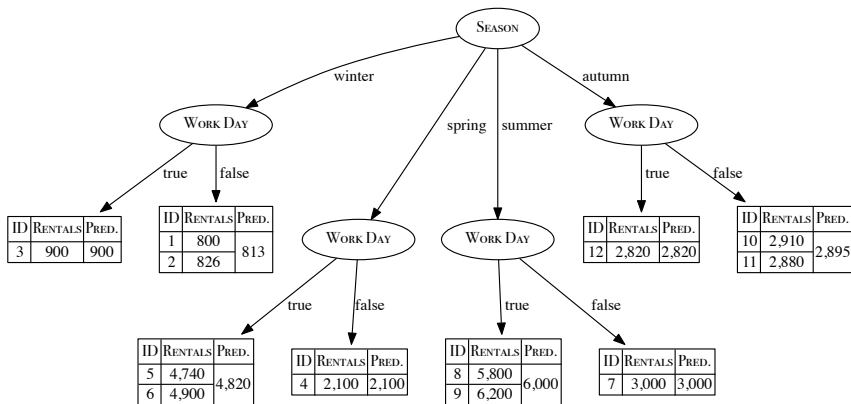 SEASON
winter
autumn
spring
summer
WORK DAY
WORK DAY
true
false
true
false
ID RENTALS PRED.
3 900 900
ID RENTALS PRED.
1 800
813
2 826
WORK DAY
WORK DAY
ID RENTALS PRED.
12 2,820 2,820
ID RENTALS PRED.
10 2,910
2,895
11 2,880
true
false
true
false
ID RENTALS PRED.
5 4,740
4,820
6 4,900
ID RENTALS PRED.
4 2,100 2,100
ID RENTALS PRED.
8 5,800
6,000
9 6,200
ID RENTALS PRED.
7 3,000 3,000